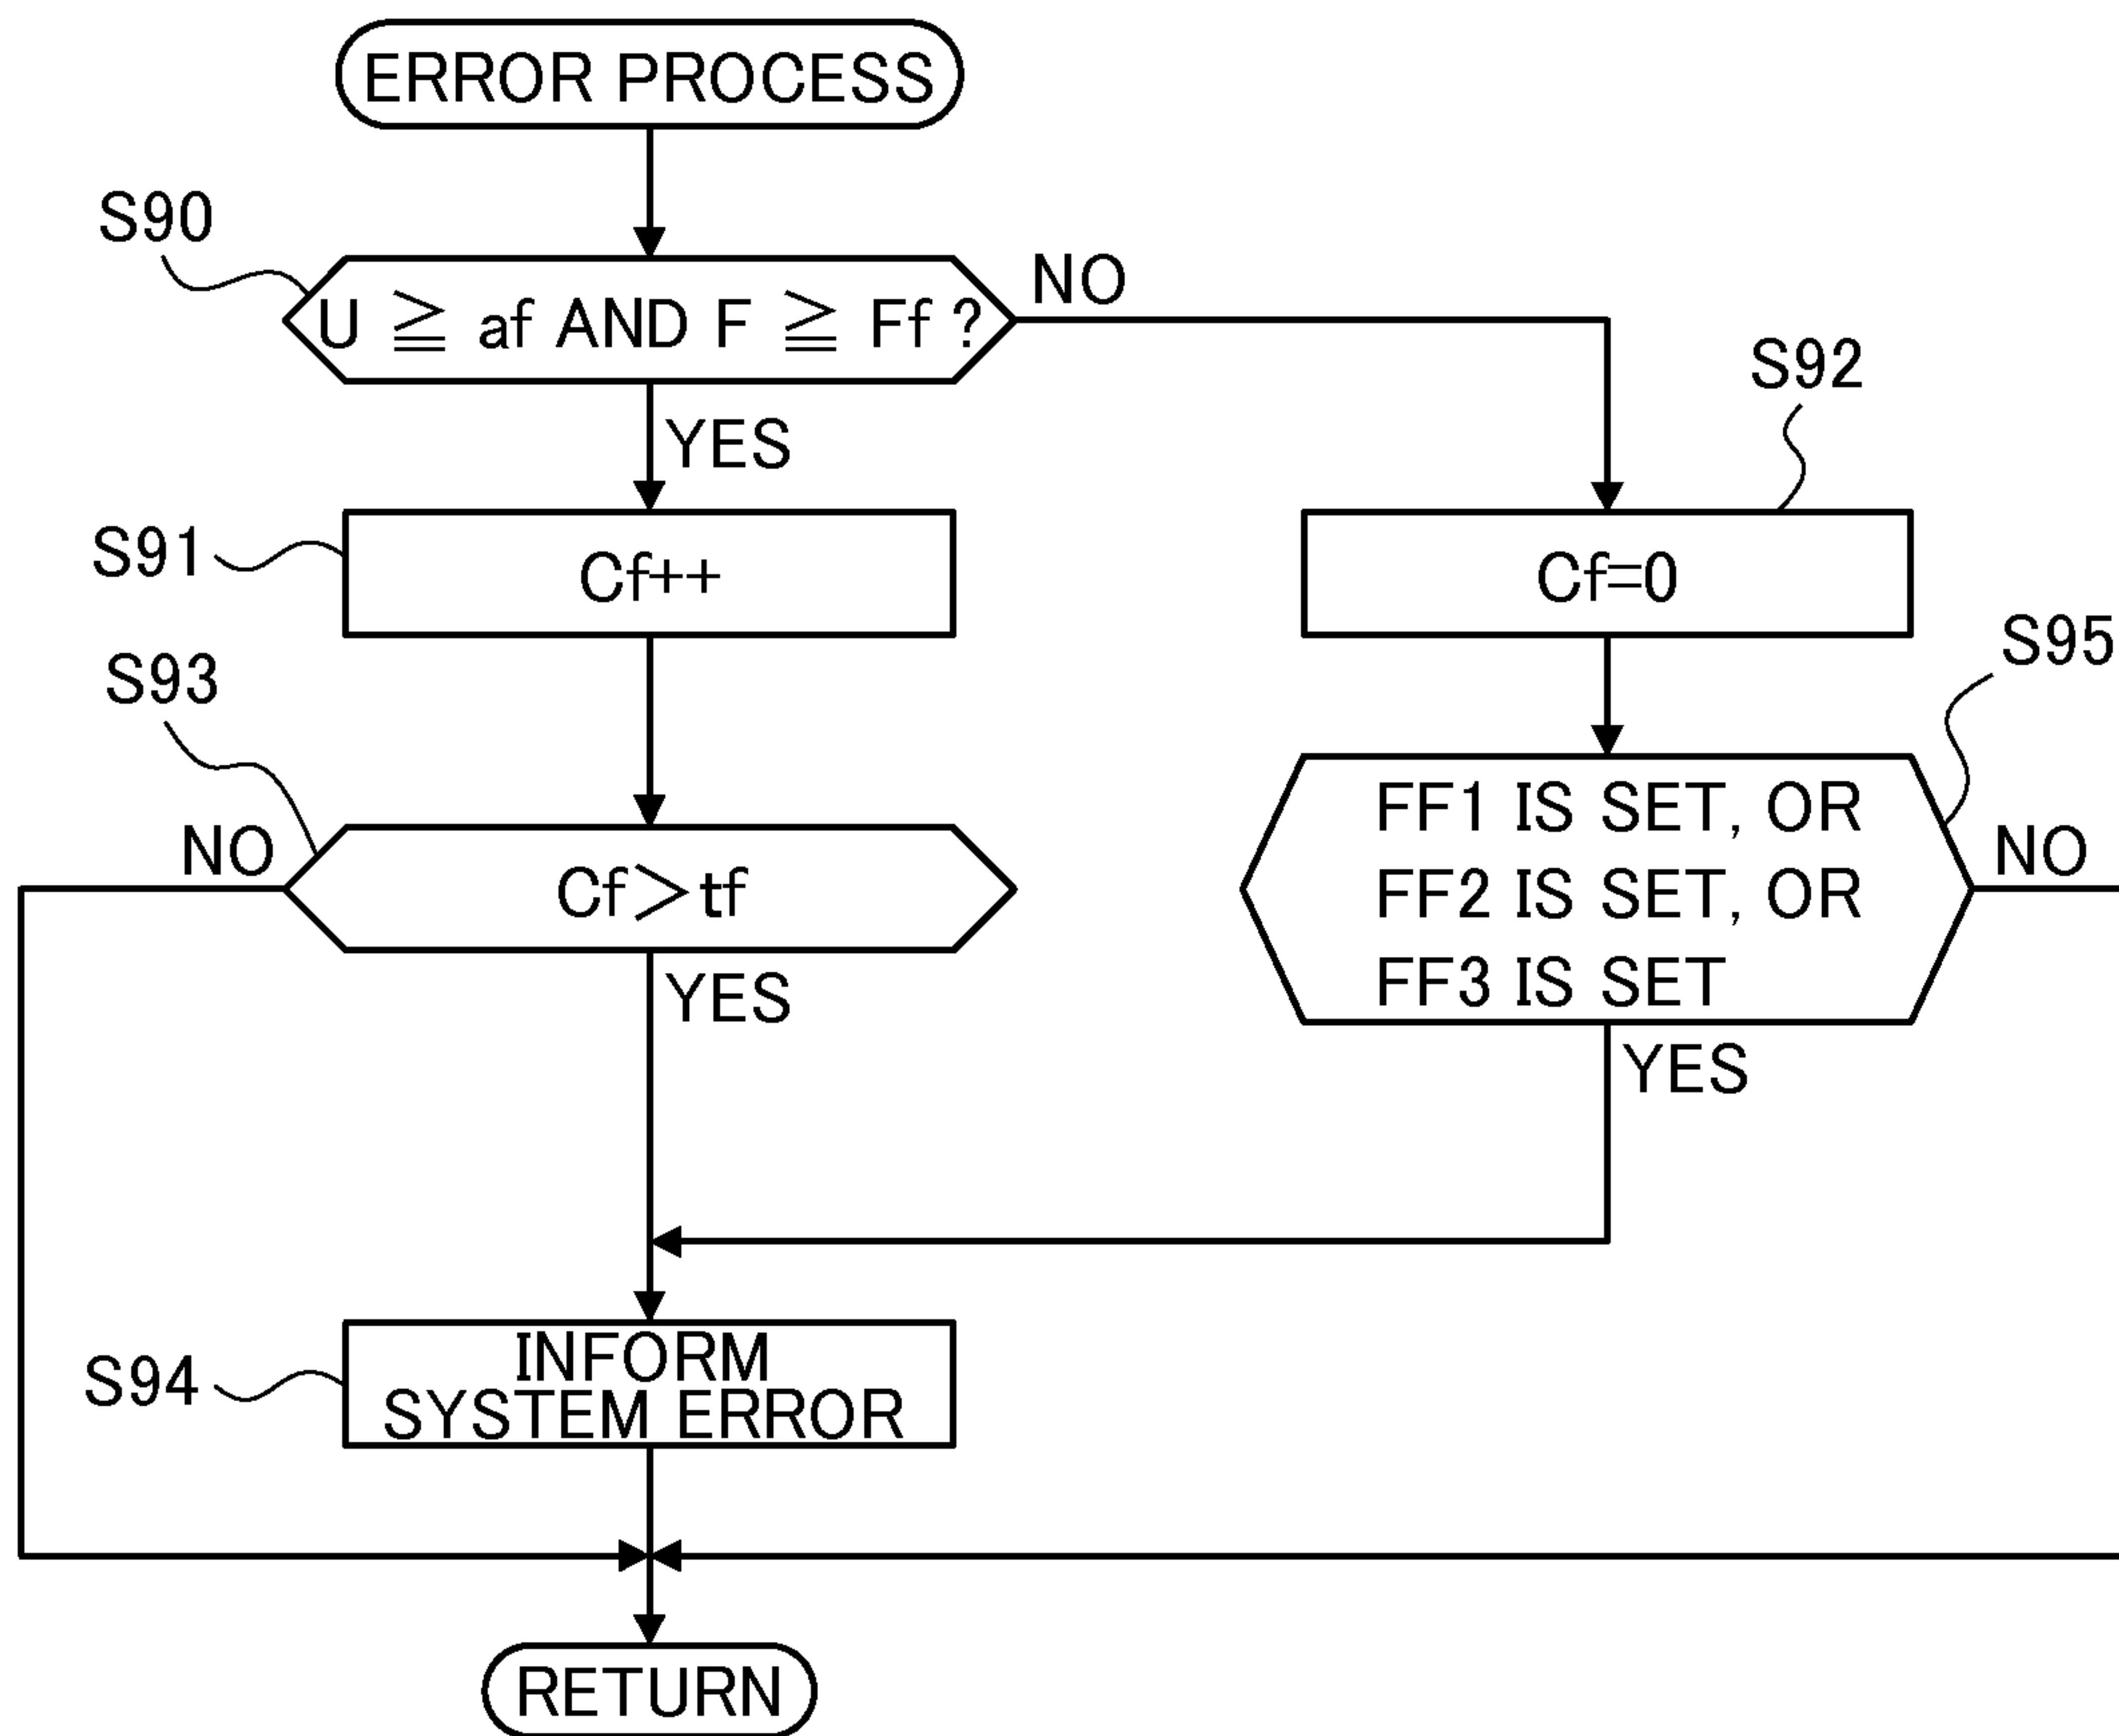 ERROR PROCESS
S90
U ≧ af AND F ≧ Ff ?
NO
YES
S92
S91
Cf++
Cf=0
S93
S95
NO
Cf>tf
YES
FF1 IS SET, OR
FF2 IS SET, OR
FF3 IS SET
NO
YES
S94
INFORM
SYSTEM ERROR
RETURN